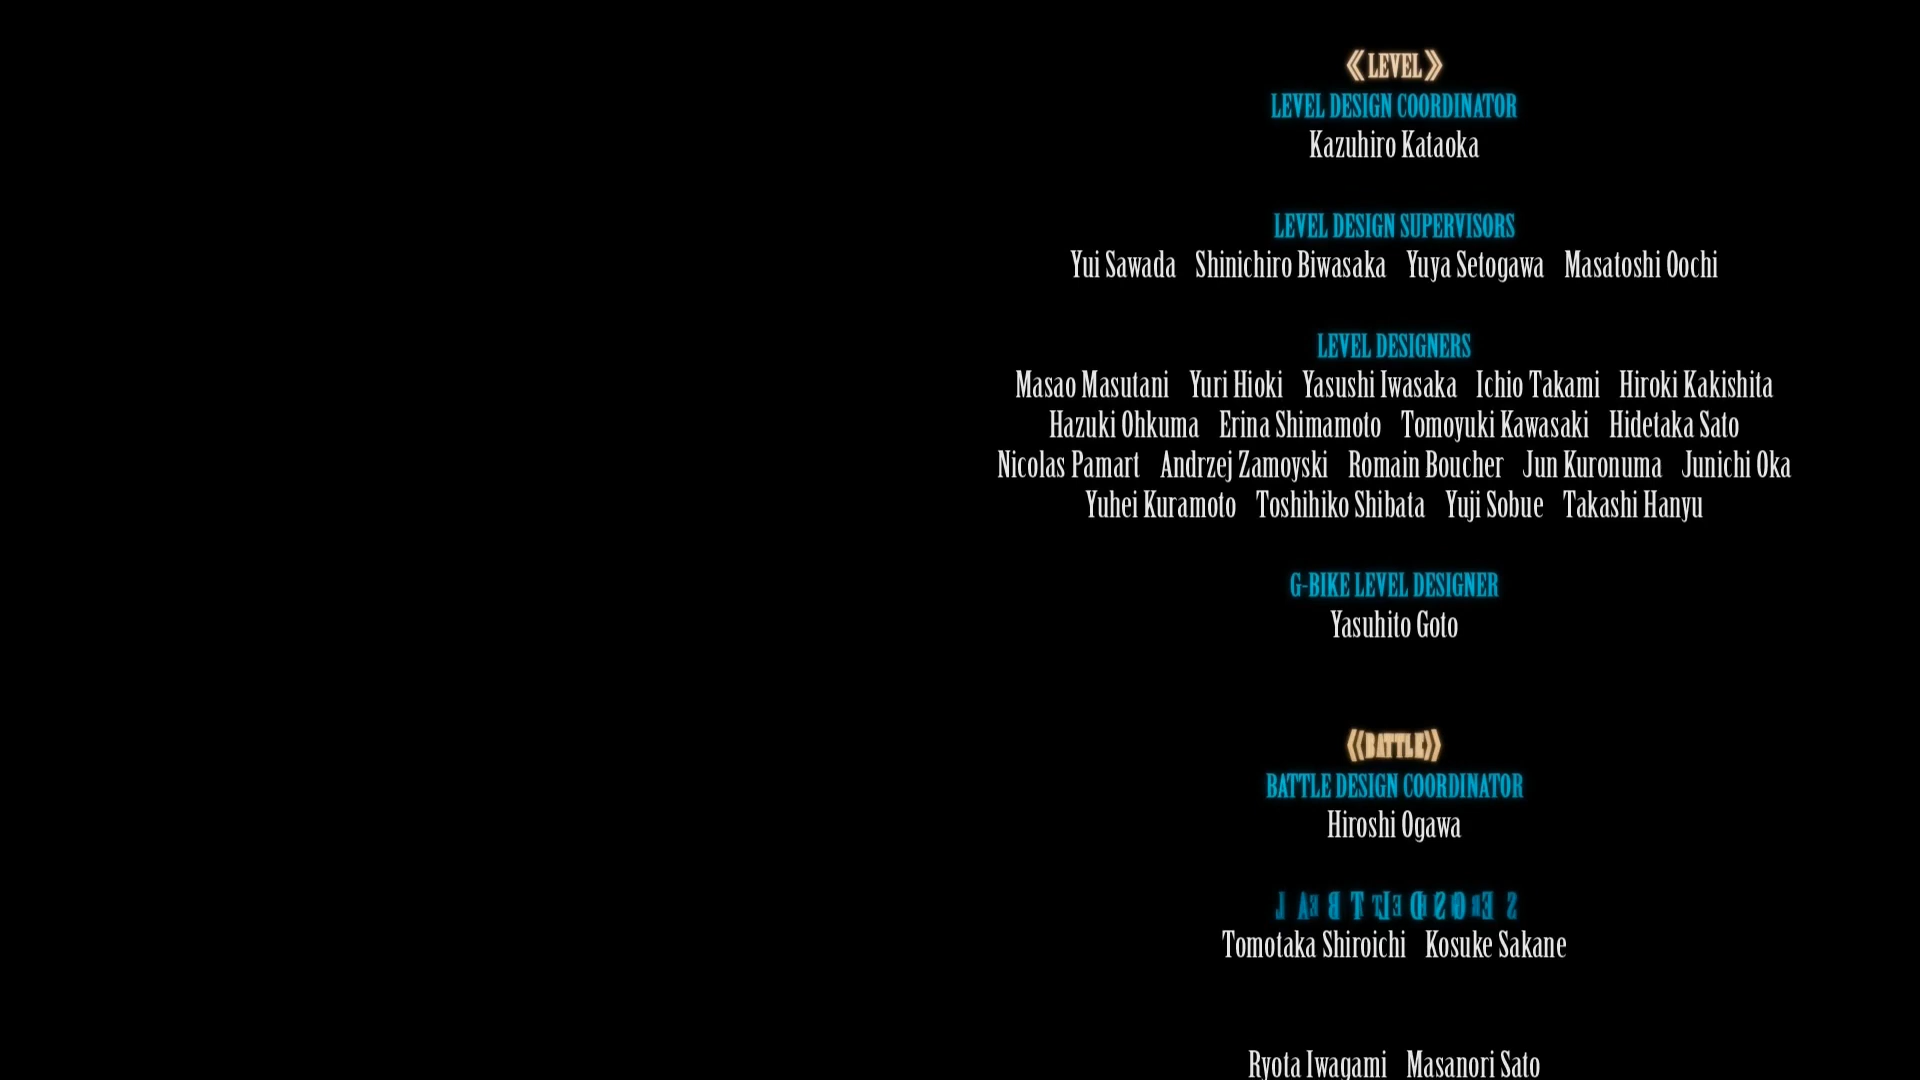 《LEVEL》
LEVEL DESIGN COORDINATOR
Kazuhiro Kataoka
LEVEL DESIGN SUPERVISORS
Yui Sawada Shinichiro Biwasaka Yuya Setogawa Masatoshi Oochi
LEVEL DESIGNERS
Masao Masutani Yuri Hioki Yasushi Iwasaka Ichio Takami Hiroki Kakishita
Hazuki Ohkuma Erina Shimamoto Tomoyuki Kawasaki Hidetaka Sato
Nicolas Pamart Andrzej Zamoyski Romain Boucher Jun Kuronuma Junichi Oka
Yuhei Kuramoto Toshihiko Shibata Yuji Sobue Takashi Hanyu
G-BIKE LEVEL DESIGNER
Yasuhito Goto
《BATTLE》
BATTLE DESIGN COORDINATOR
Hiroshi Ogawa
Tomotaka Shiroichi Kosuke Sakane
Ryota Iwagami Masanori Sato